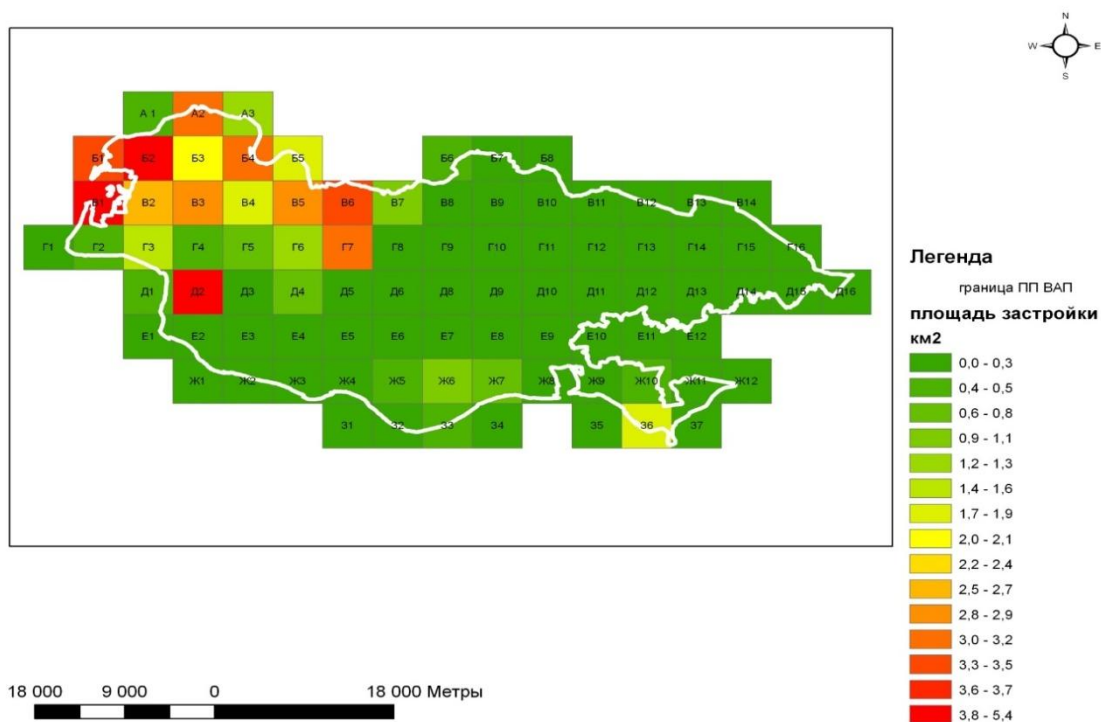 N
W E
S
А 1 А2 А3
Б1 Б2 Б3 Б4 Б5 Б6 Б7 Б8
В1 В2 В3 В4 В5 В6 В7 В8 В9 В10 В11 В12 В13 В14
Г1 Г2 Г3 Г4 Г5 Г6 Г7 Г8 Г9 Г10 Г11 Г12 Г13 Г14 Г15 Г16
Д1 Д2 Д3 Д4 Д5 Д6 Д8 Д9 Д10 Д11 Д12 Д13 Д14 Д15 Д16
Е1 Е2 Е3 Е4 Е5 Е6 Е7 Е8 Е9 Е10 Е11 Е12
Ж1 Ж2 Ж3 Ж4 Ж5 Ж6 Ж7 Ж8 Ж9 Ж10 Ж11 Ж12
З1 З2 З3 З4 З5 З6 З7
Легенда
граница ПП ВАП
площадь застройки
км2
0,0 - 0,3
0,4 - 0,5
0,6 - 0,8
0,9 - 1,1
1,2 - 1,3
1,4 - 1,6
1,7 - 1,9
2,0 - 2,1
2,2 - 2,4
2,5 - 2,7
2,8 - 2,9
3,0 - 3,2
3,3 - 3,5
3,6 - 3,7
3,8 - 5,4
18 000 9 000 0 18 000 Метры